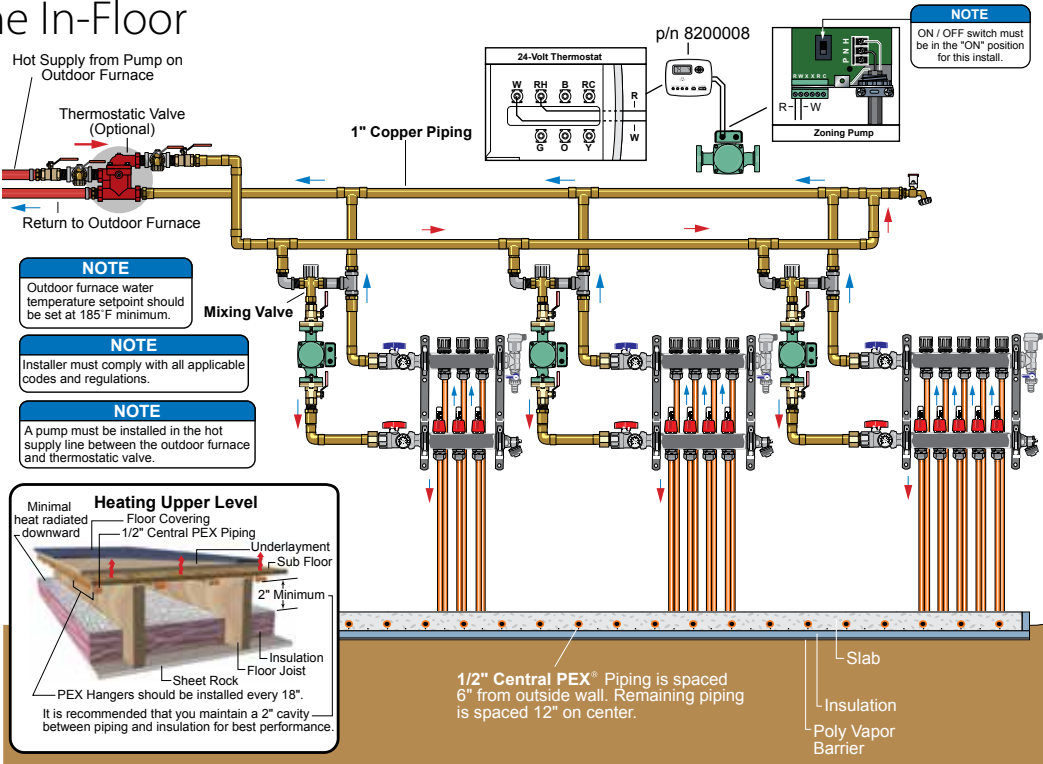 ne In-Floor
Hot Supply from Pump on
Outdoor Furnace
Thermostatic Valve
(Optional)
Return to Outdoor Furnace
1" Copper Piping
24-Volt Thermostat
W RH B RC
G O Y
R
W
p/n 8200008
P N H
R W X X R C
R
W
Zoning Pump
NOTE
ON / OFF switch must
be in the "ON" position
for this install.
NOTE
Outdoor furnace water
temperature setpoint should
be set at 185°F minimum.
Mixing Valve
NOTE
Installer must comply with all applicable
codes and regulations.
NOTE
A pump must be installed in the hot
supply line between the outdoor furnace
and thermostatic valve.
Heating Upper Level
Minimal
heat radiated
downward
Floor Covering
1/2" Central PEX Piping
Underlayment
Sub Floor
2" Minimum
Insulation
Floor Joist
Sheet Rock
PEX Hangers should be installed every 18".
It is recommended that you maintain a 2" cavity
between piping and insulation for best performance.
1/2" Central PEX® Piping is spaced
6" from outside wall. Remaining piping
is spaced 12" on center.
Slab
Insulation
Poly Vapor
Barrier